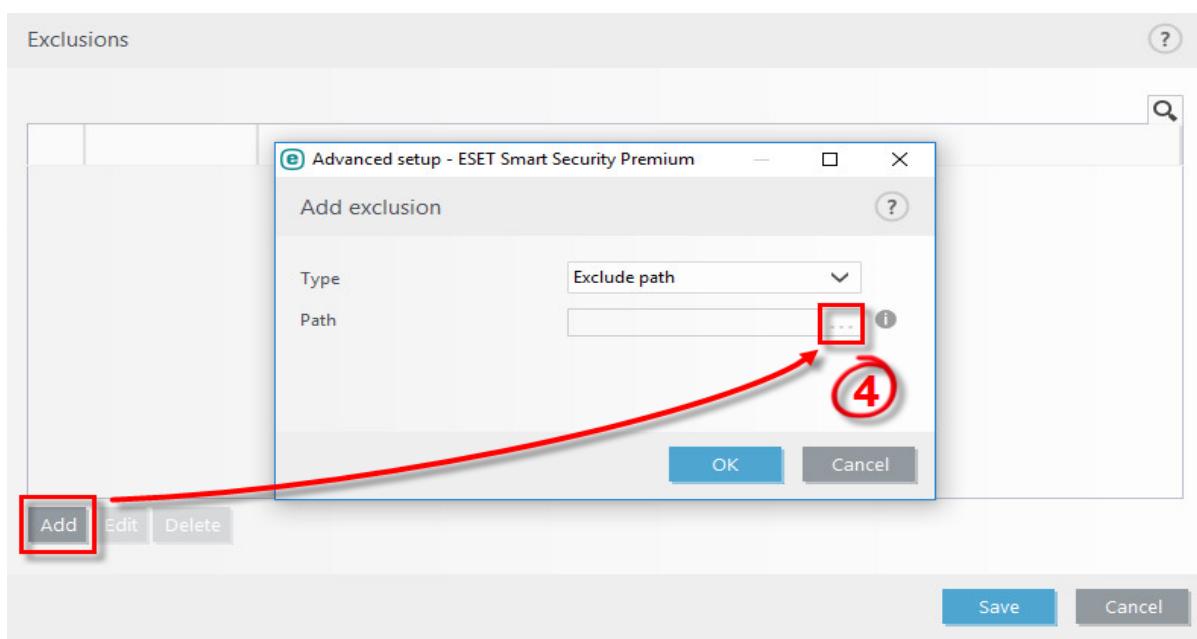 Exclusions
?
Advanced setup - ESET Smart Security Premium
Add exclusion
?
Type
Exclude path
Path
...
i
4
OK
Cancel
Add
Edit
Delete
Save
Cancel